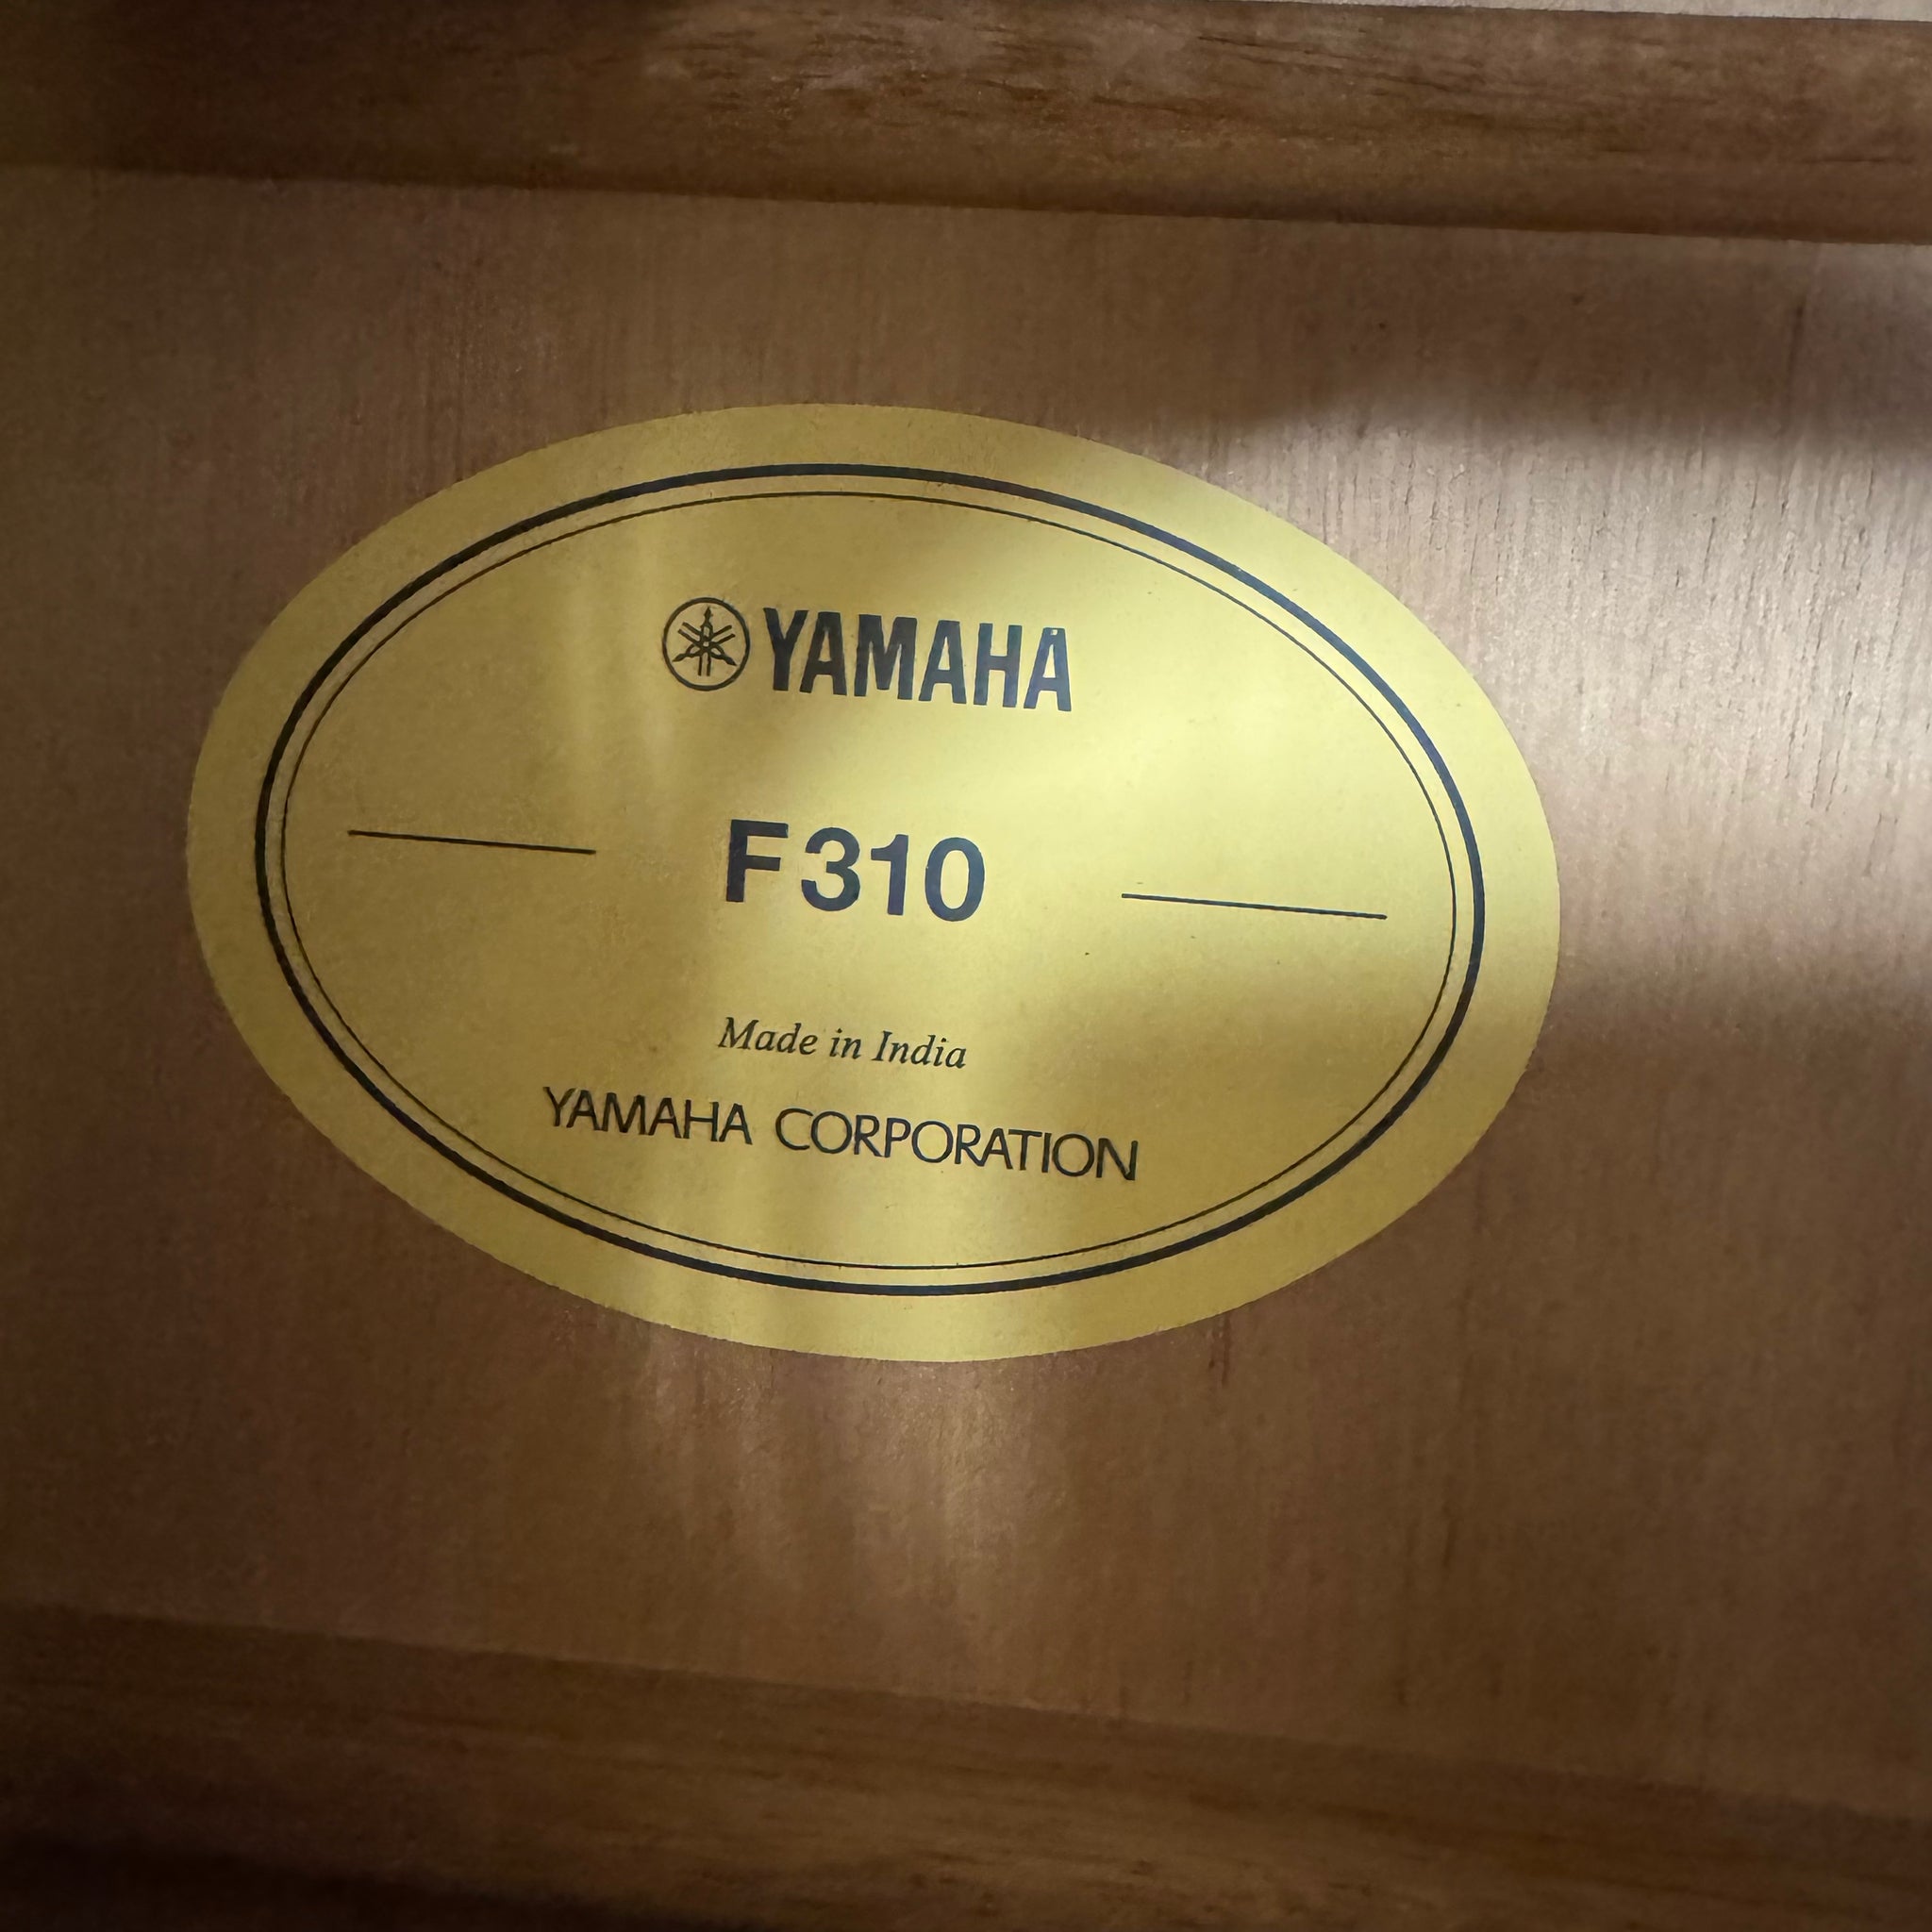 YAMAHA
F310
Made in India
YAMAHA CORPORATION